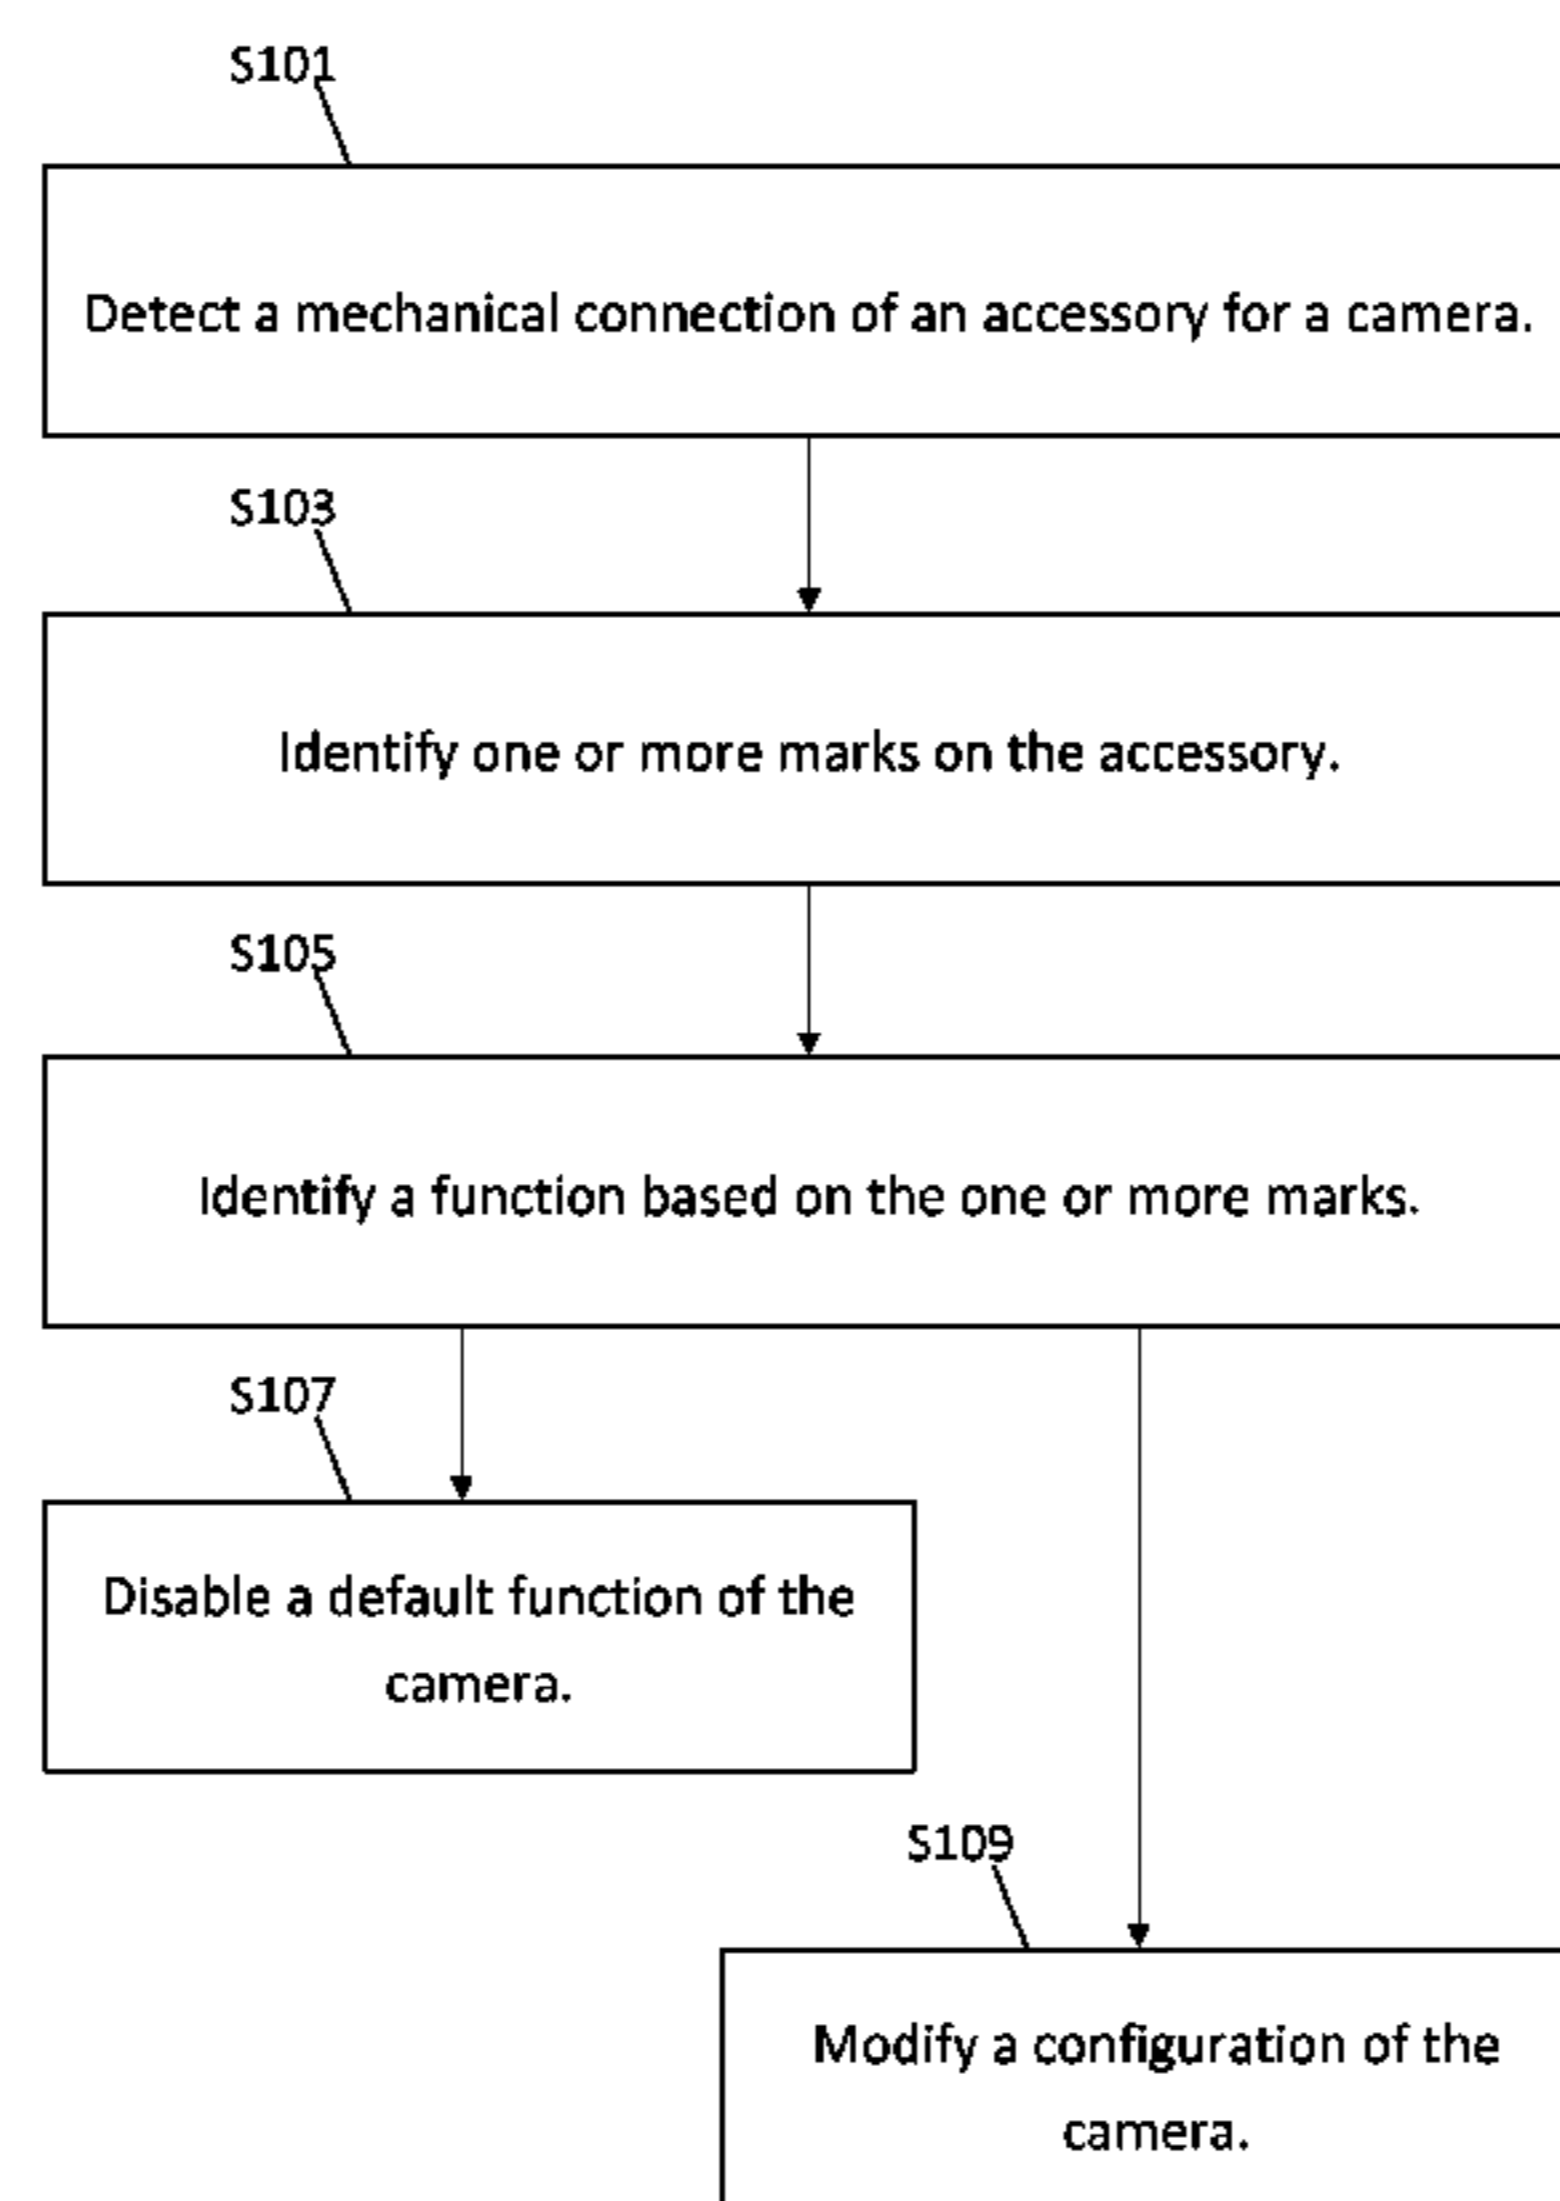 S101
Detect a mechanical connection of an accessory for a camera.
S103
Identify one or more marks on the accessory.
S105
Identify a function based on the one or more marks.
S107
Disable a default function of the
camera.
S109
Modify a configuration of the
camera.